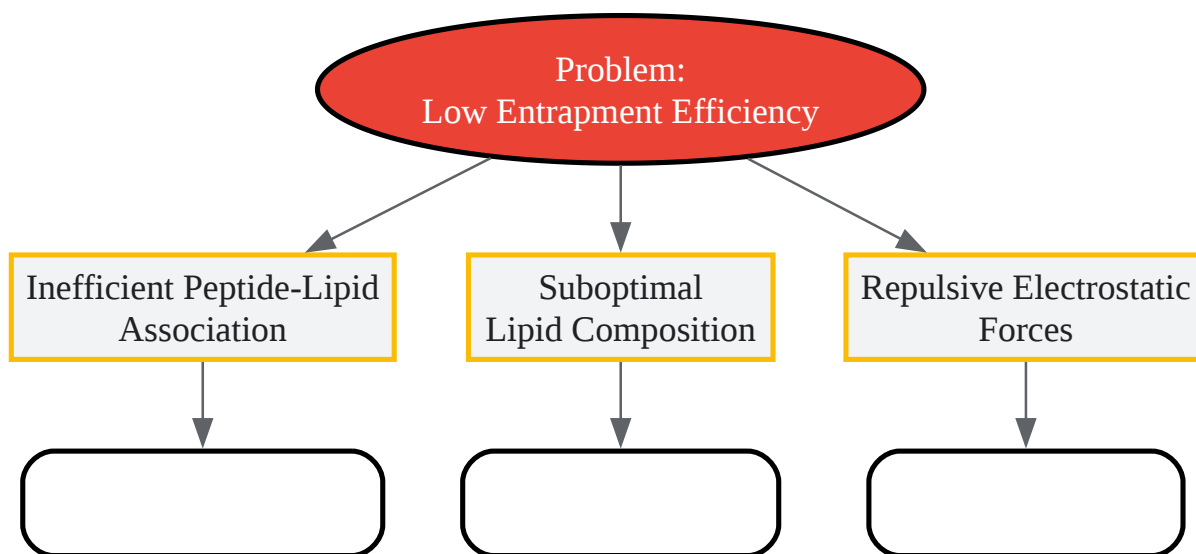 Problem:
Low Entrapment Efficiency
Inefficient Peptide-Lipid
Association
Suboptimal
Lipid Composition
Repulsive Electrostatic
Forces